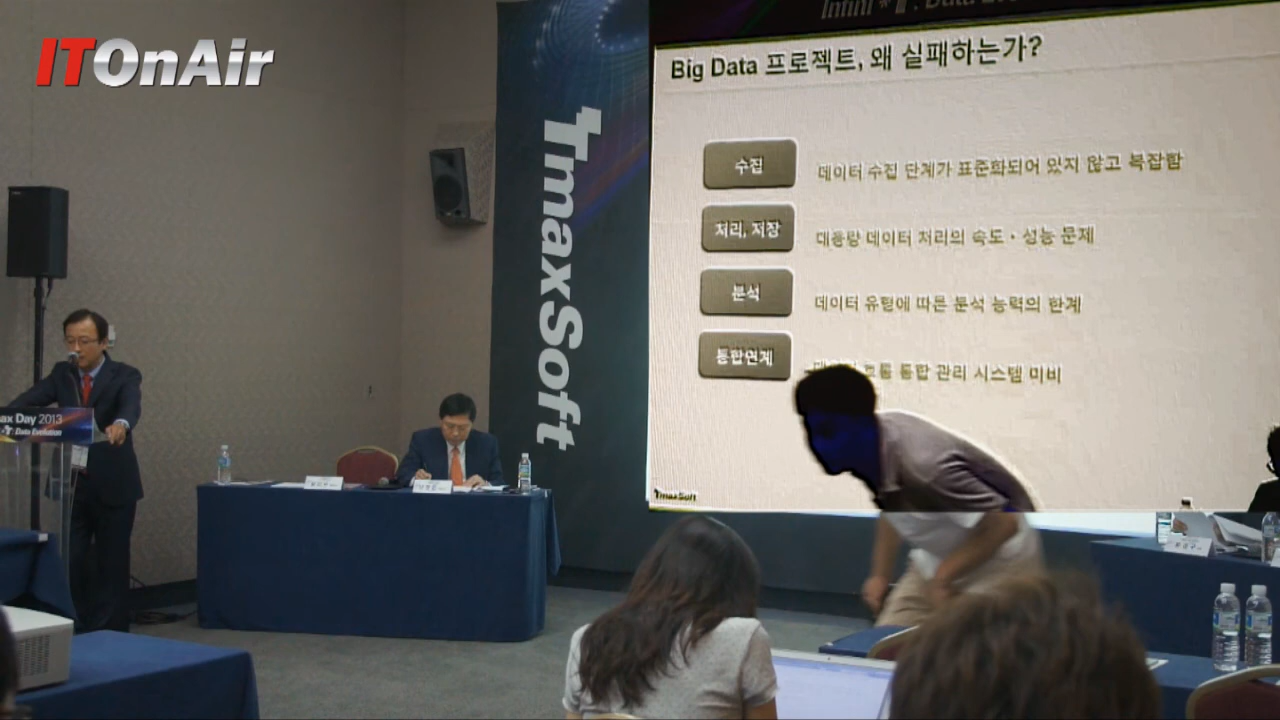 ITOnAir
TmaxSoft
Big Data 프로젝트, 왜 실패하는가?
수집
데이터 수집 단계가 표준화되어 있지 않고 복잡함
처리, 저장
대용량 데이터 처리의 속도 · 성능 문제
분석
데이터 유형에 따른 분석 능력의 한계
통합연계
통합 관리 시스템 미비
TmaxSoft
ax Day 2013
Data Evolution